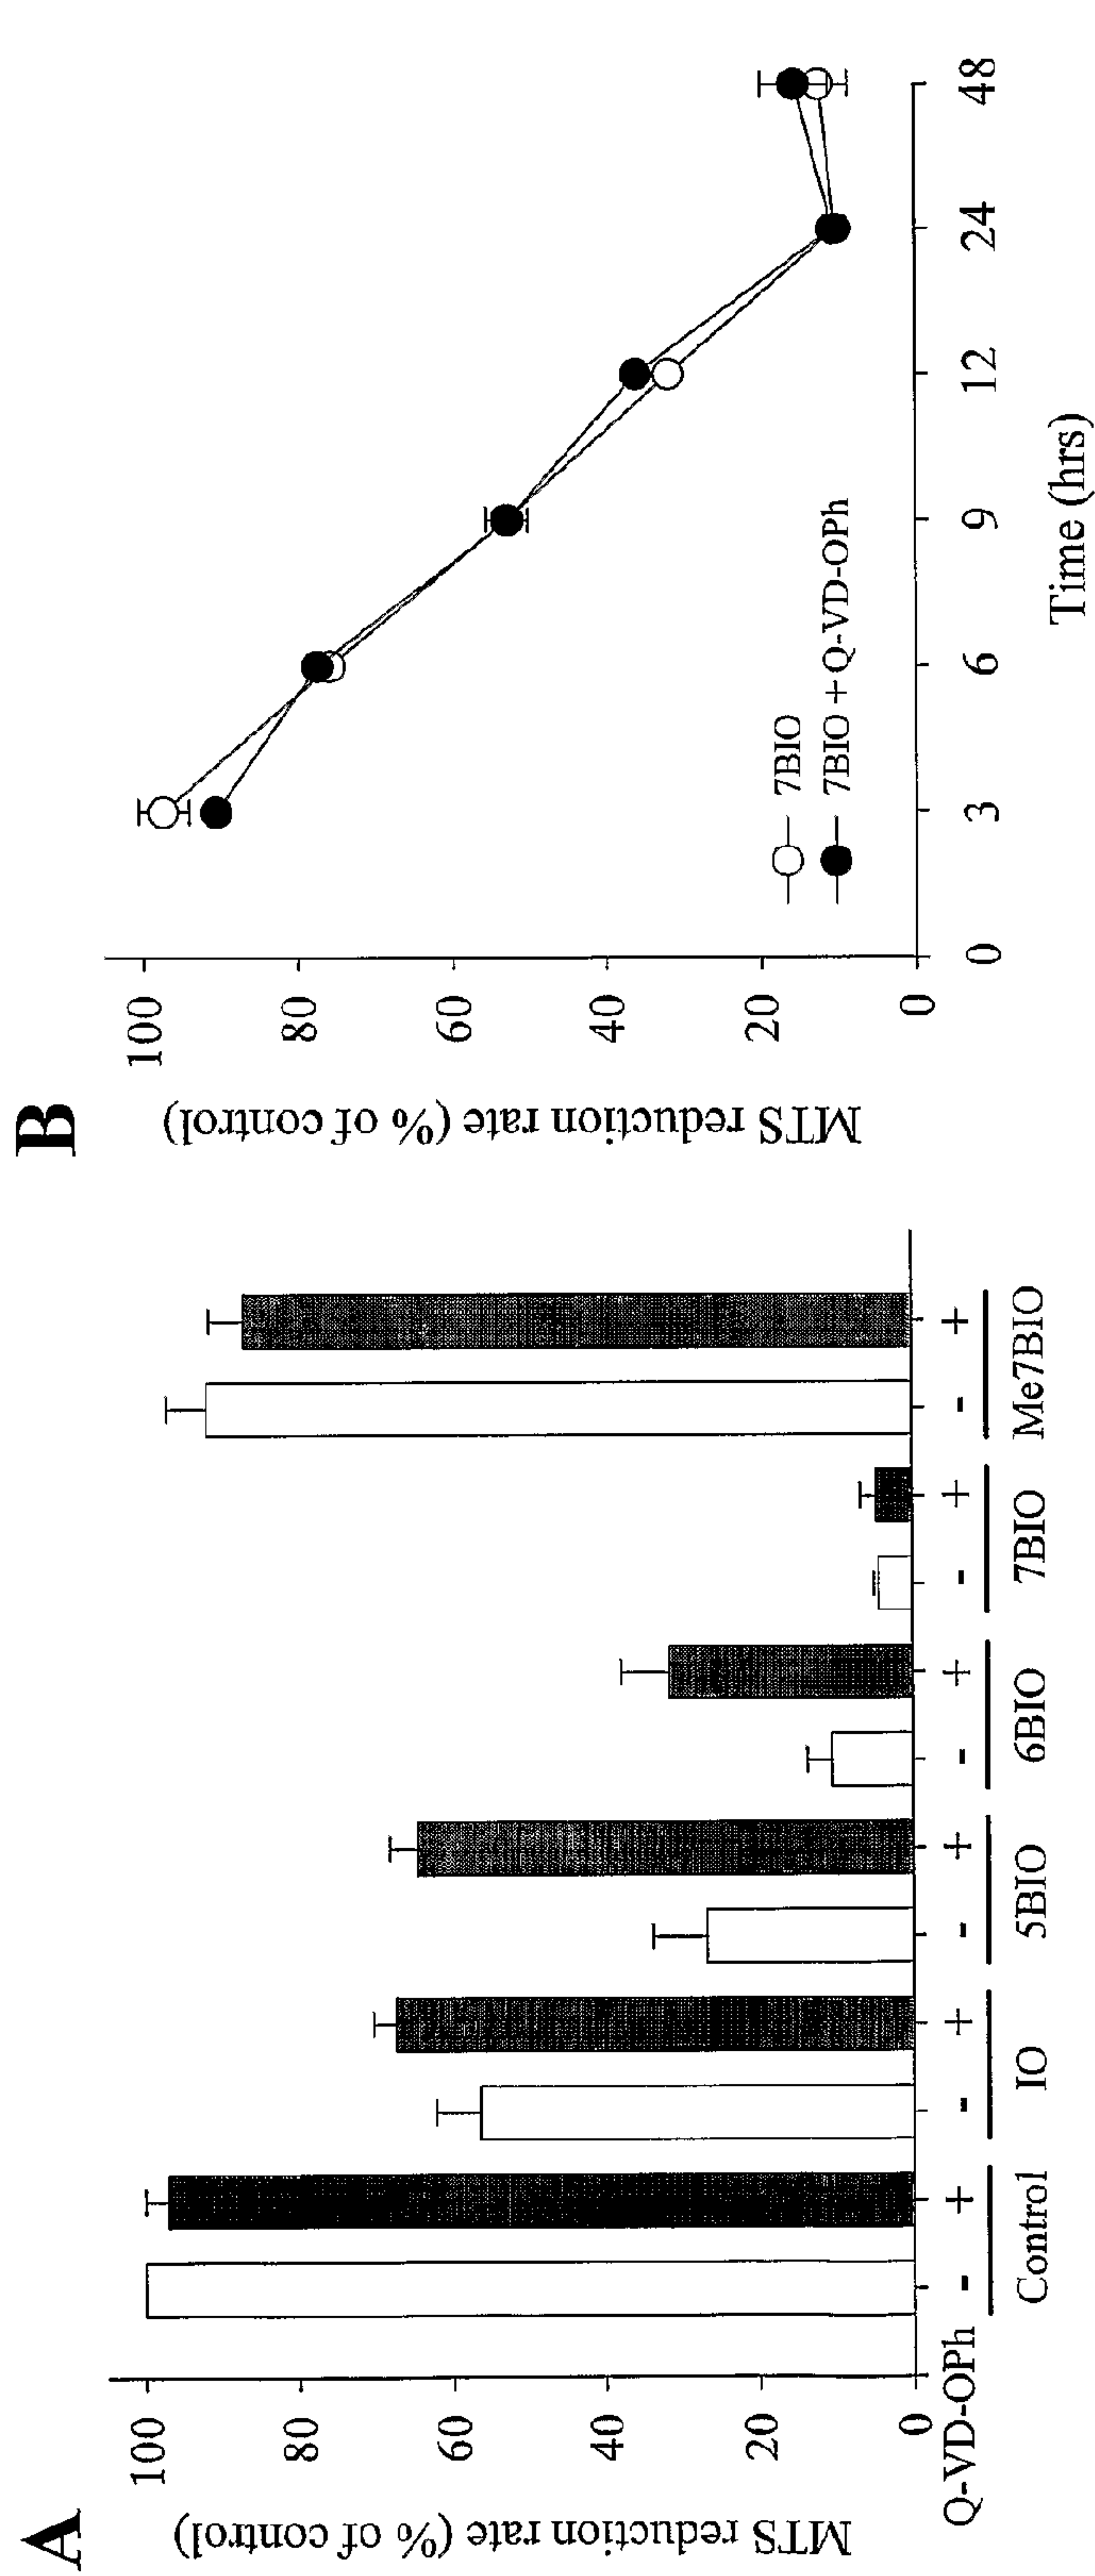 A
MTS reduction rate (% of control)
100
80
60
40
20
0
Q-VD-OPh - + - + - + - + - + - +
Control IO 5BIO 6BIO 7BIO Me7BIO
B
MTS reduction rate (% of control)
100
80
60
40
20
0
7BIO
7BIO + Q-VD-OPh
0 3 6 9 12 24 48
Time (hrs)